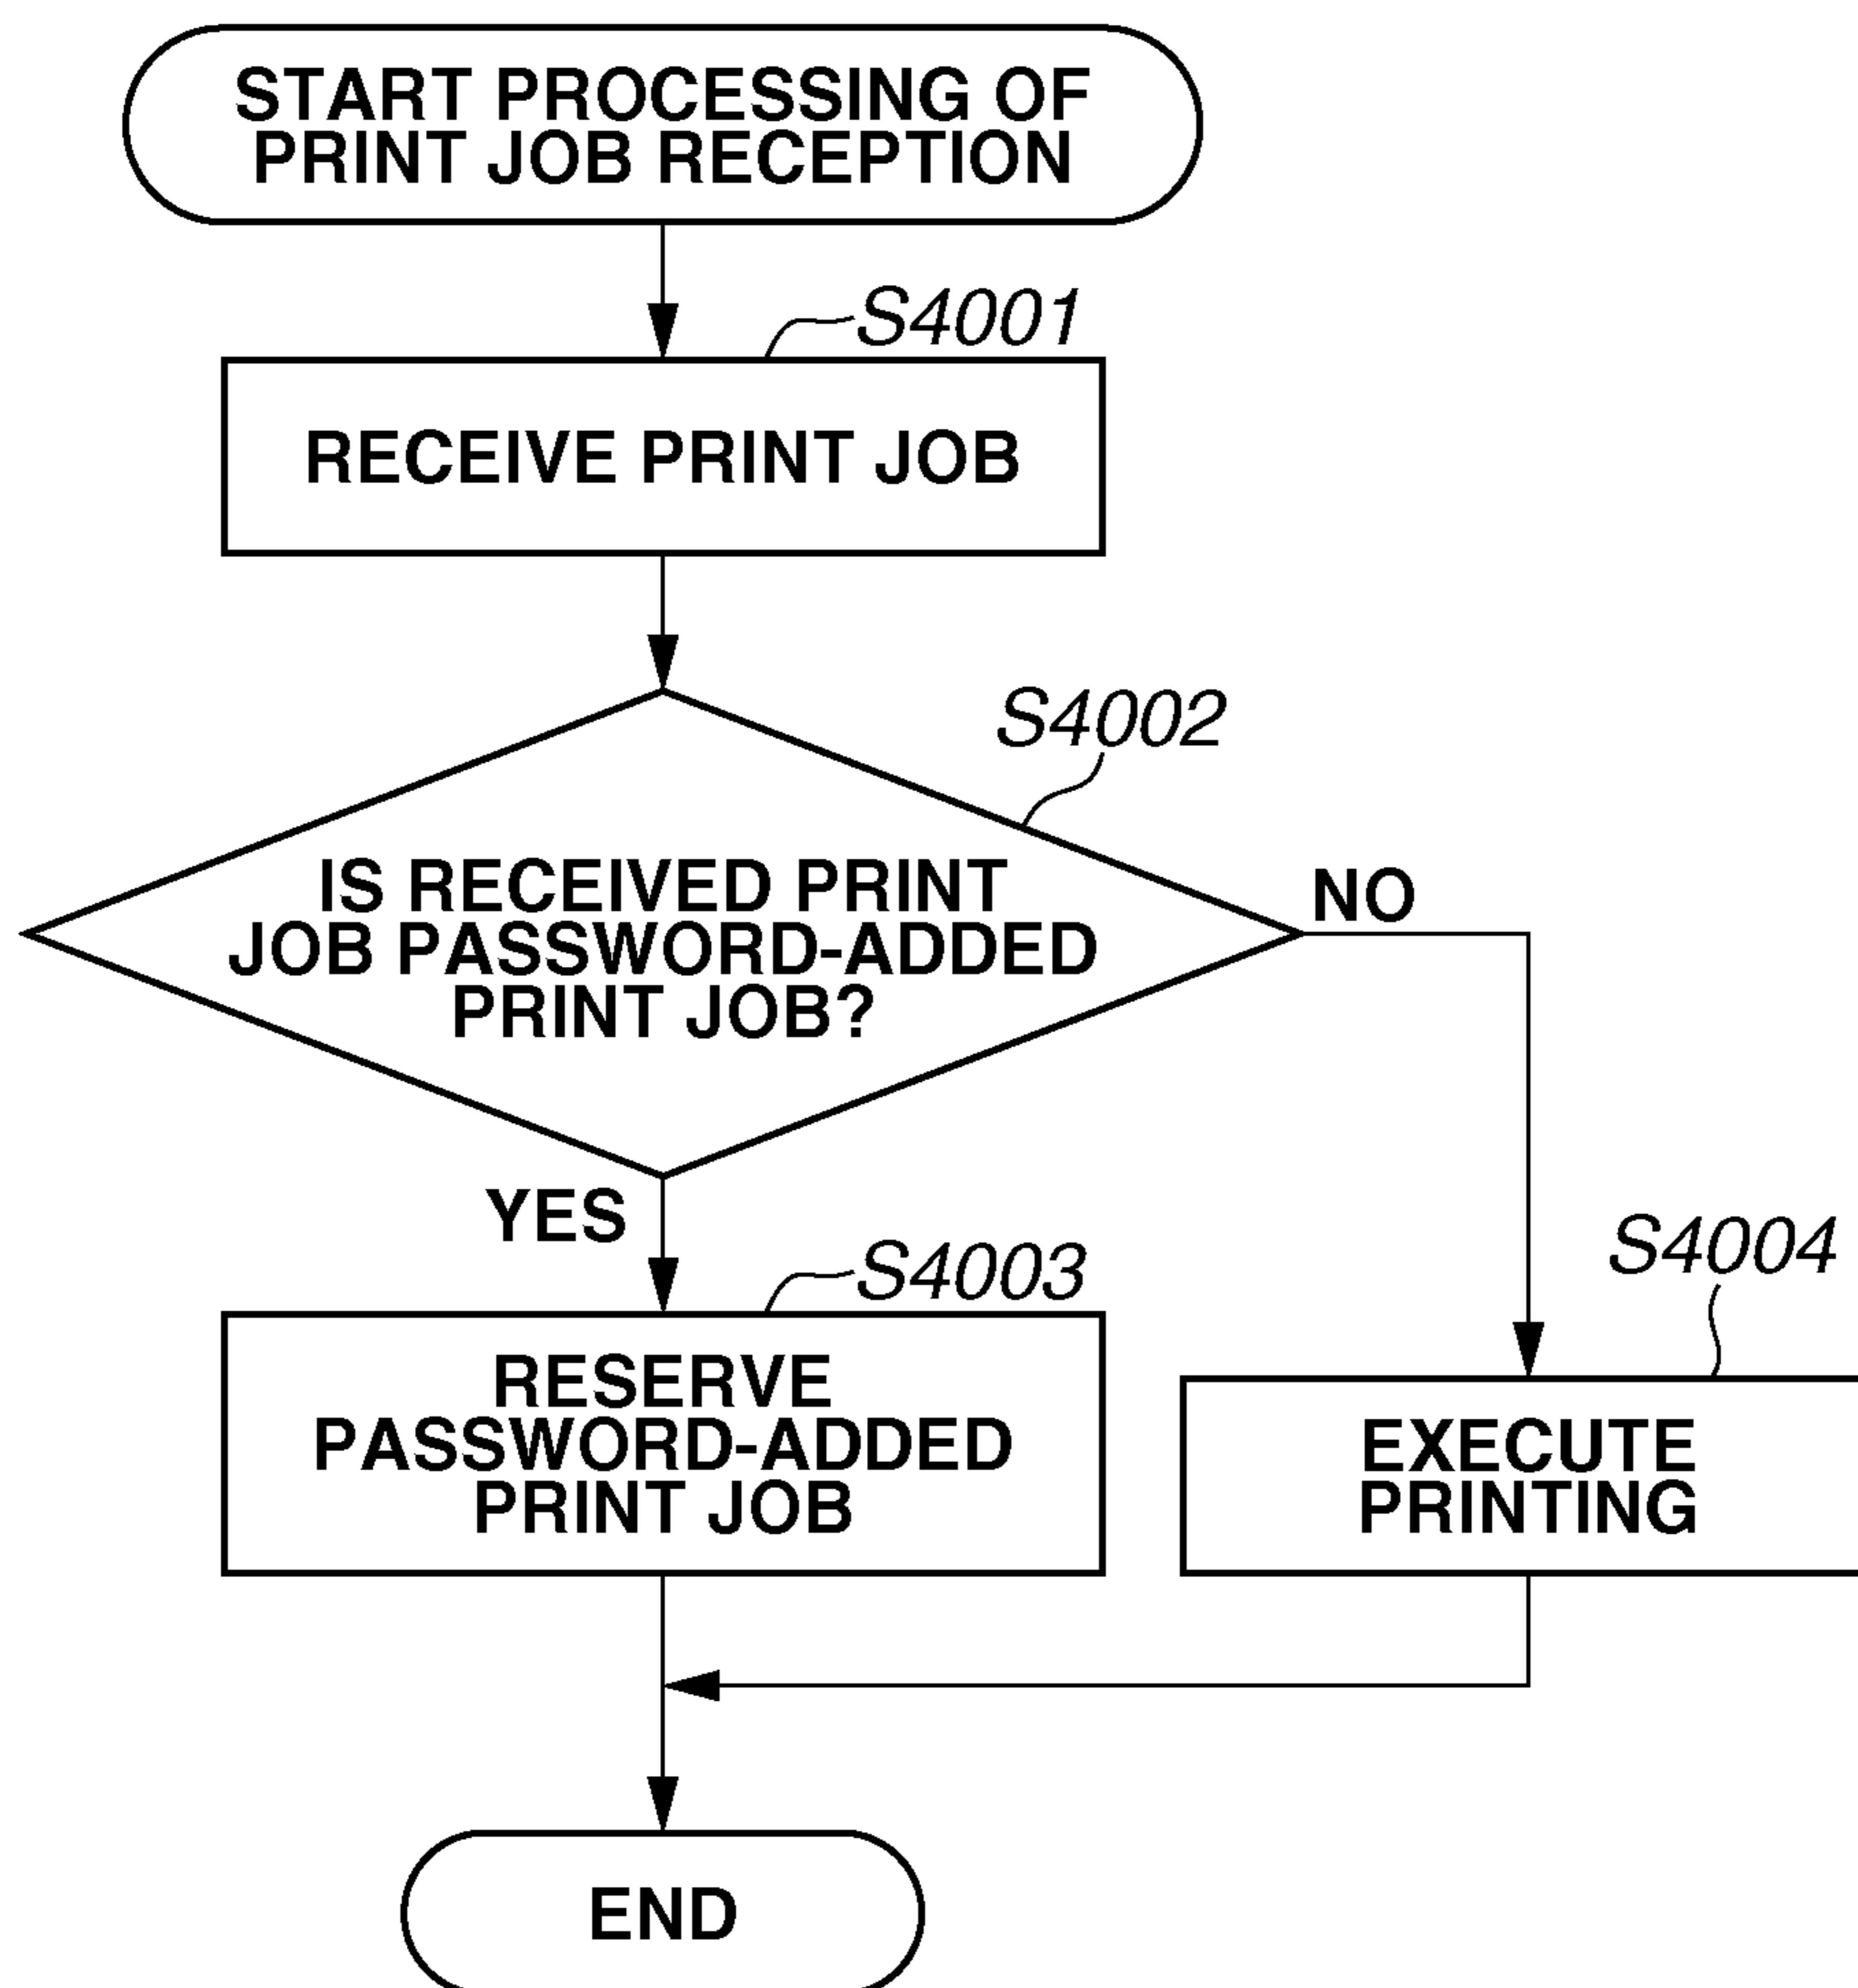 START PROCESSING OF
PRINT JOB RECEPTION
S4001
RECEIVE PRINT JOB
S4002
IS RECEIVED PRINT
JOB PASSWORD-ADDED
PRINT JOB?
NO
YES
S4003
RESERVE
PASSWORD-ADDED
PRINT JOB
S4004
EXECUTE
PRINTING
END